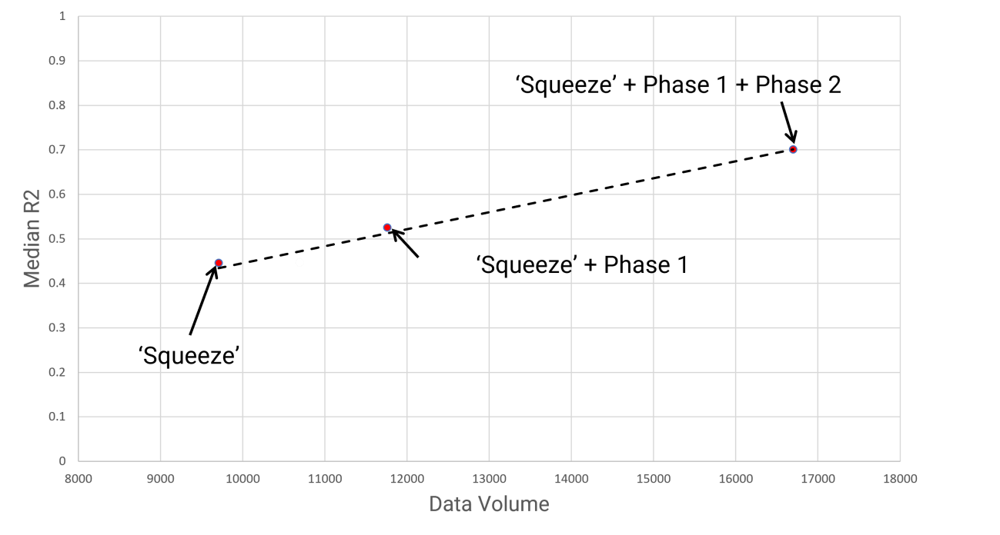 1
0.9
‘Squeeze’ + Phase 1 + Phase 2
0.8
0.7
0.6
Median R2
0.5
‘Squeeze’ + Phase 1
0.4
0.3
‘Squeeze’
0.2
0.1
0
8000 9000 10000 11000 12000 13000 14000 15000 16000 17000 18000
Data Volume